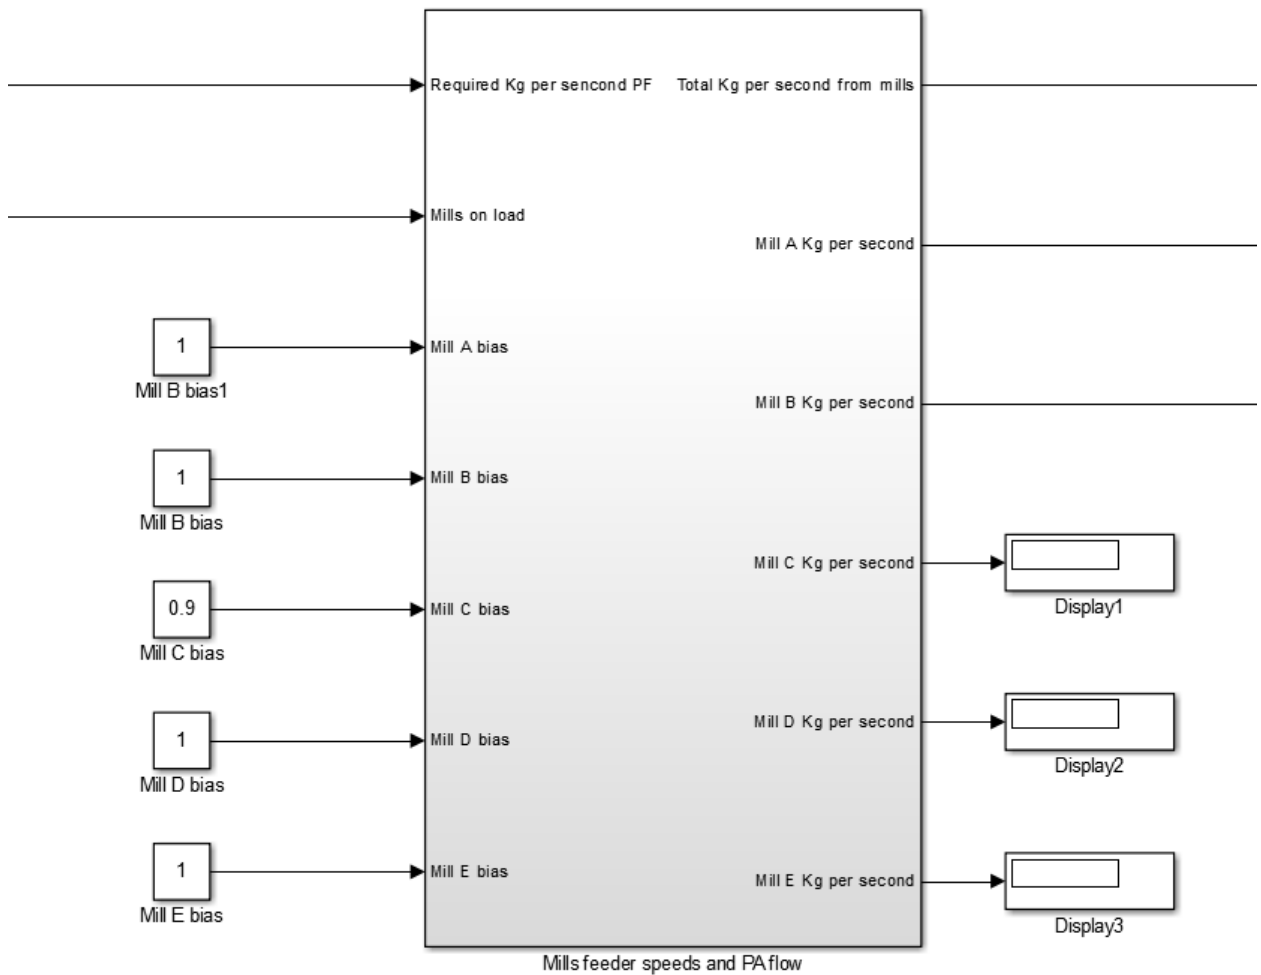 Required Kg per sencond PF
Total Kg per second from mills
Mills on load
Mill A Kg per second
1
Mill A bias
Mill B bias1
Mill B Kg per second
1
Mill B bias
Mill B bias
Mill C Kg per second
Display1
0.9
Mill C bias
Mill C bias
Mill D Kg per second
1
Mill D bias
Display2
Mill D bias
1
Mill E bias
Mill E Kg per second
Mill E bias
Display3
Mills feeder speeds and PA flow